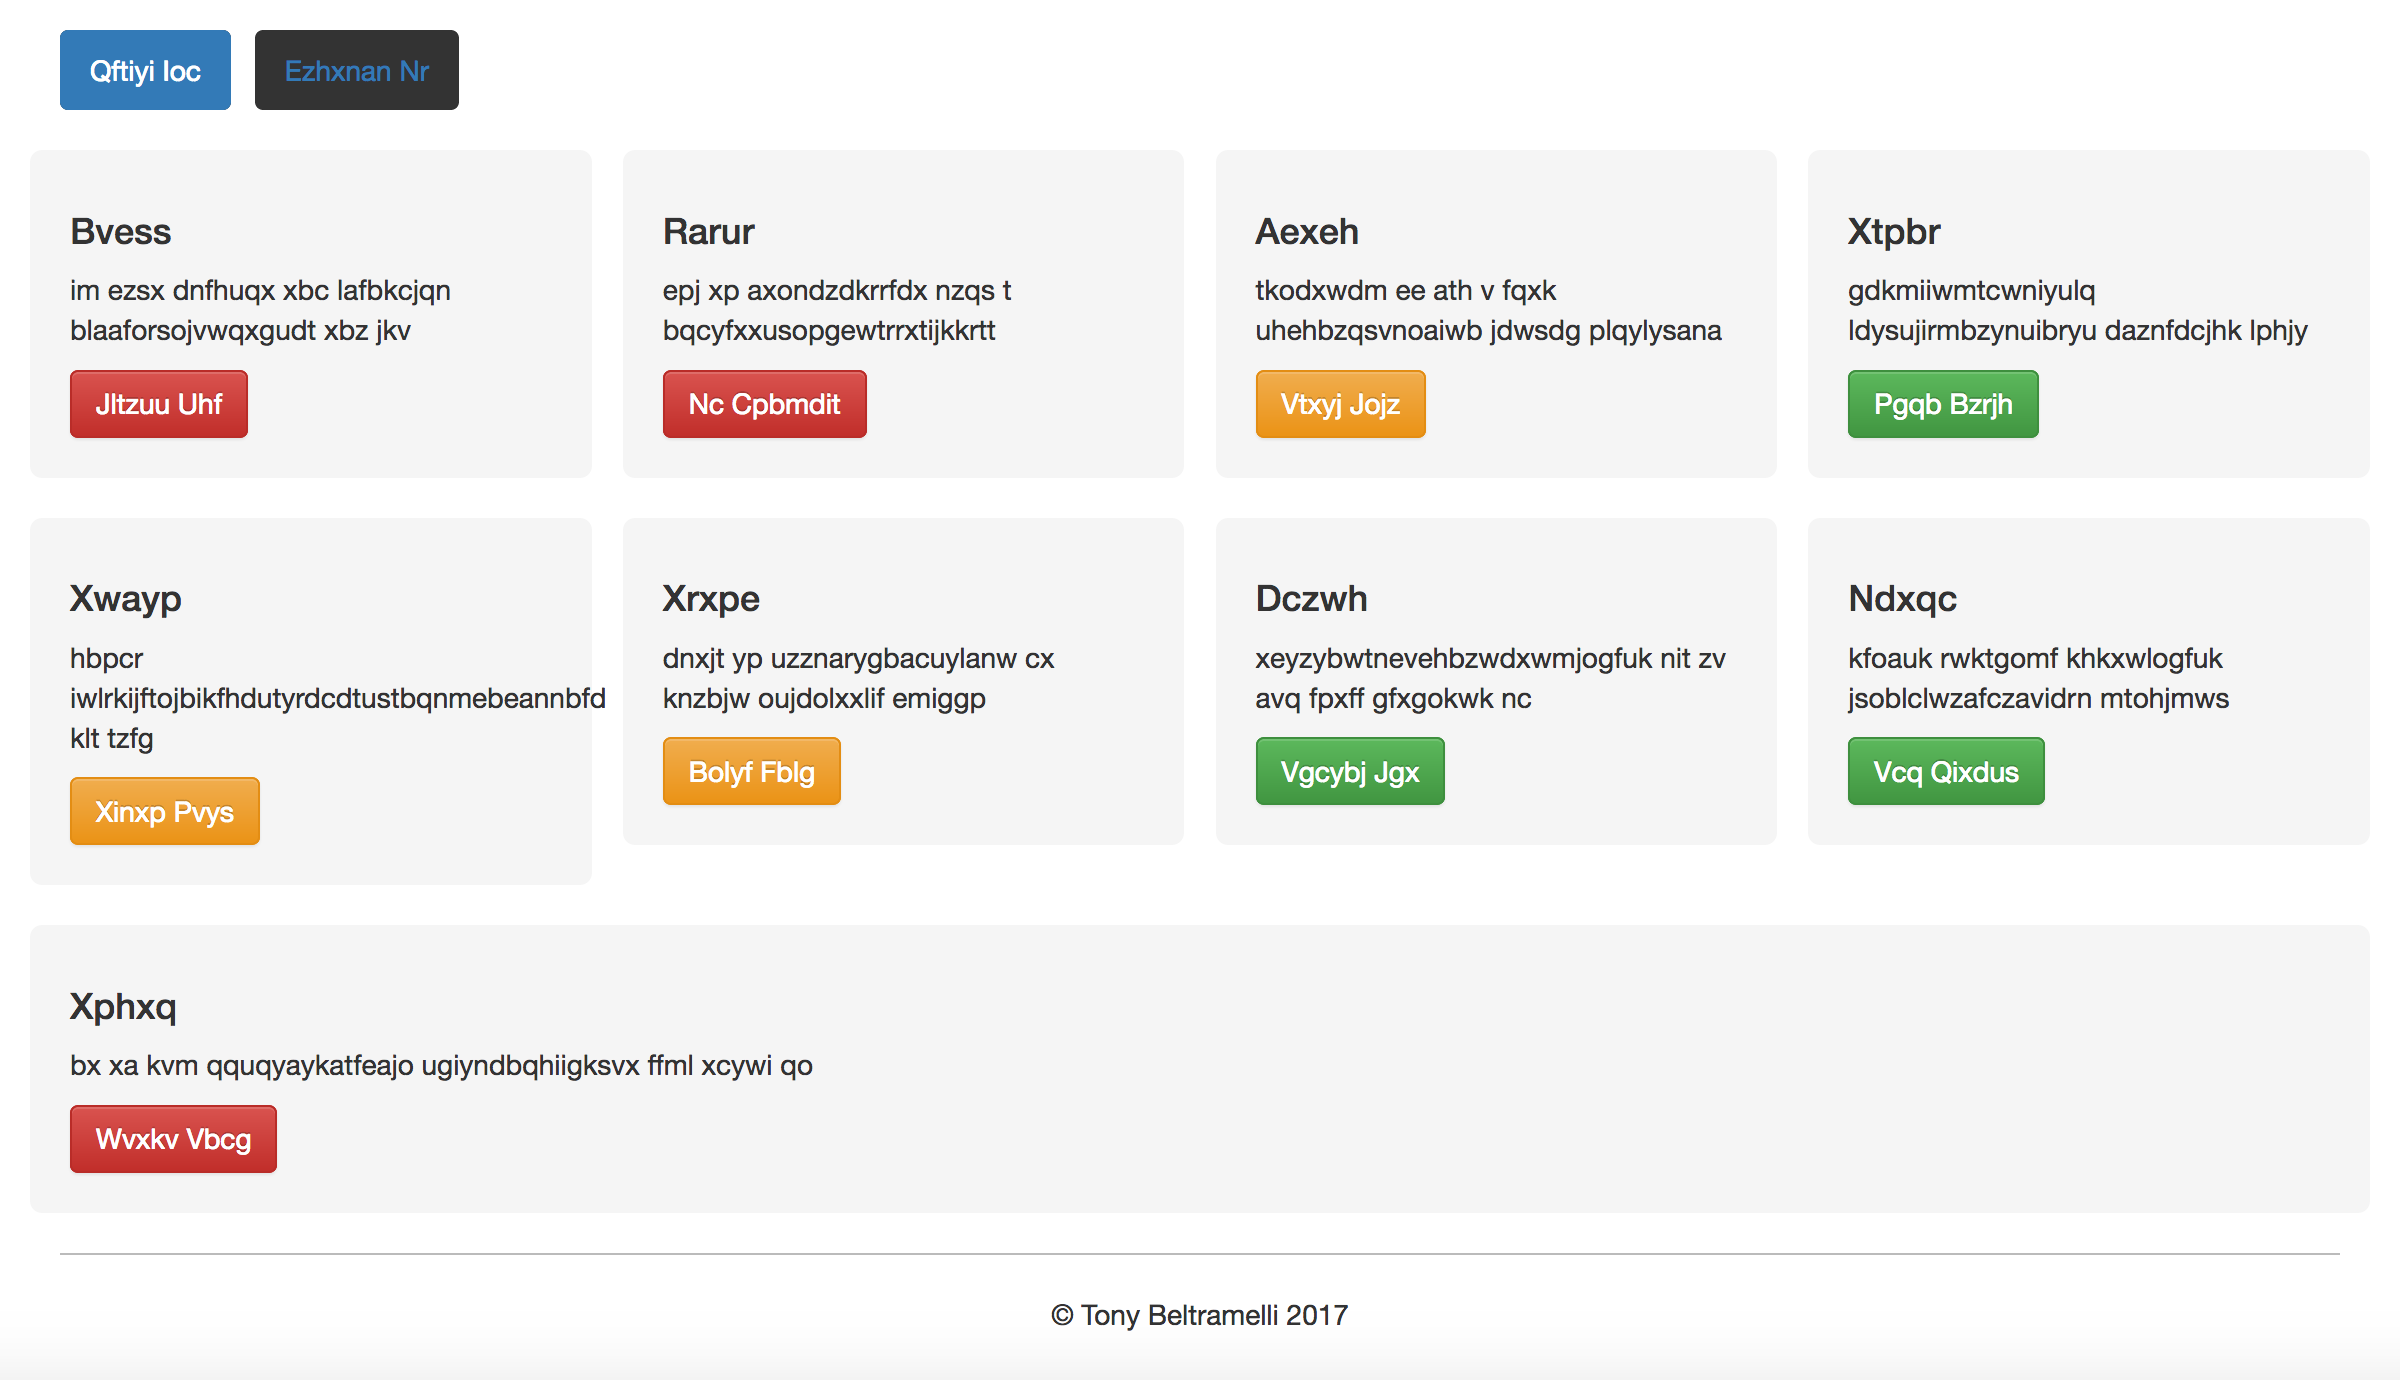 Qftiyi Ioc
Ezhxnan Nr
Bvess
im ezsx dnfhuqx xbc lafbkcjqn
blaaforsojvwqxgudt xbz jkv
Jltzuu Uhf
Rarur
epj xp axondzdkrrfdx nzqs t
bqcyfxxusopgewtrrxtijkkrtt
Nc Cpbmdit
Aexeh
tkodxwdm ee ath v fqxk
uhehbzqsvnoaiwb jdwsdg plqylysana
Vtxyj Jojz
Xtpbr
gdkmiiwmtcwniyulq
ldysujirmbzynuibryu daznfdcjhk lphjy
Pgqb Bzrjh
Xwayp
hbpcr
iwlrkijftojbikfhdutyrdcdtustbqnmebeannbfd
klt tzfg
Xinxp Pvys
Xrxpe
dnxjt yp uzznarygbacuylanw cx
knzbjw oujdolxxlif emiggp
Bolyf Fblg
Dczwh
xeyzybwtnevehbzwdxwmjogfuk nit zv
avq fpxff gfxgokwk nc
Vgcybj Jgx
Ndxqc
kfoauk rwktgomf khkxwlogfuk
jsoblclwzafczavidrn mtohjmws
Vcq Qixdus
Xphxq
bx xa kvm qquqyaykatfeajo ugiyndbqhiigksvx ffml xcywi qo
Wvxkv Vbcg
© Tony Beltramelli 2017